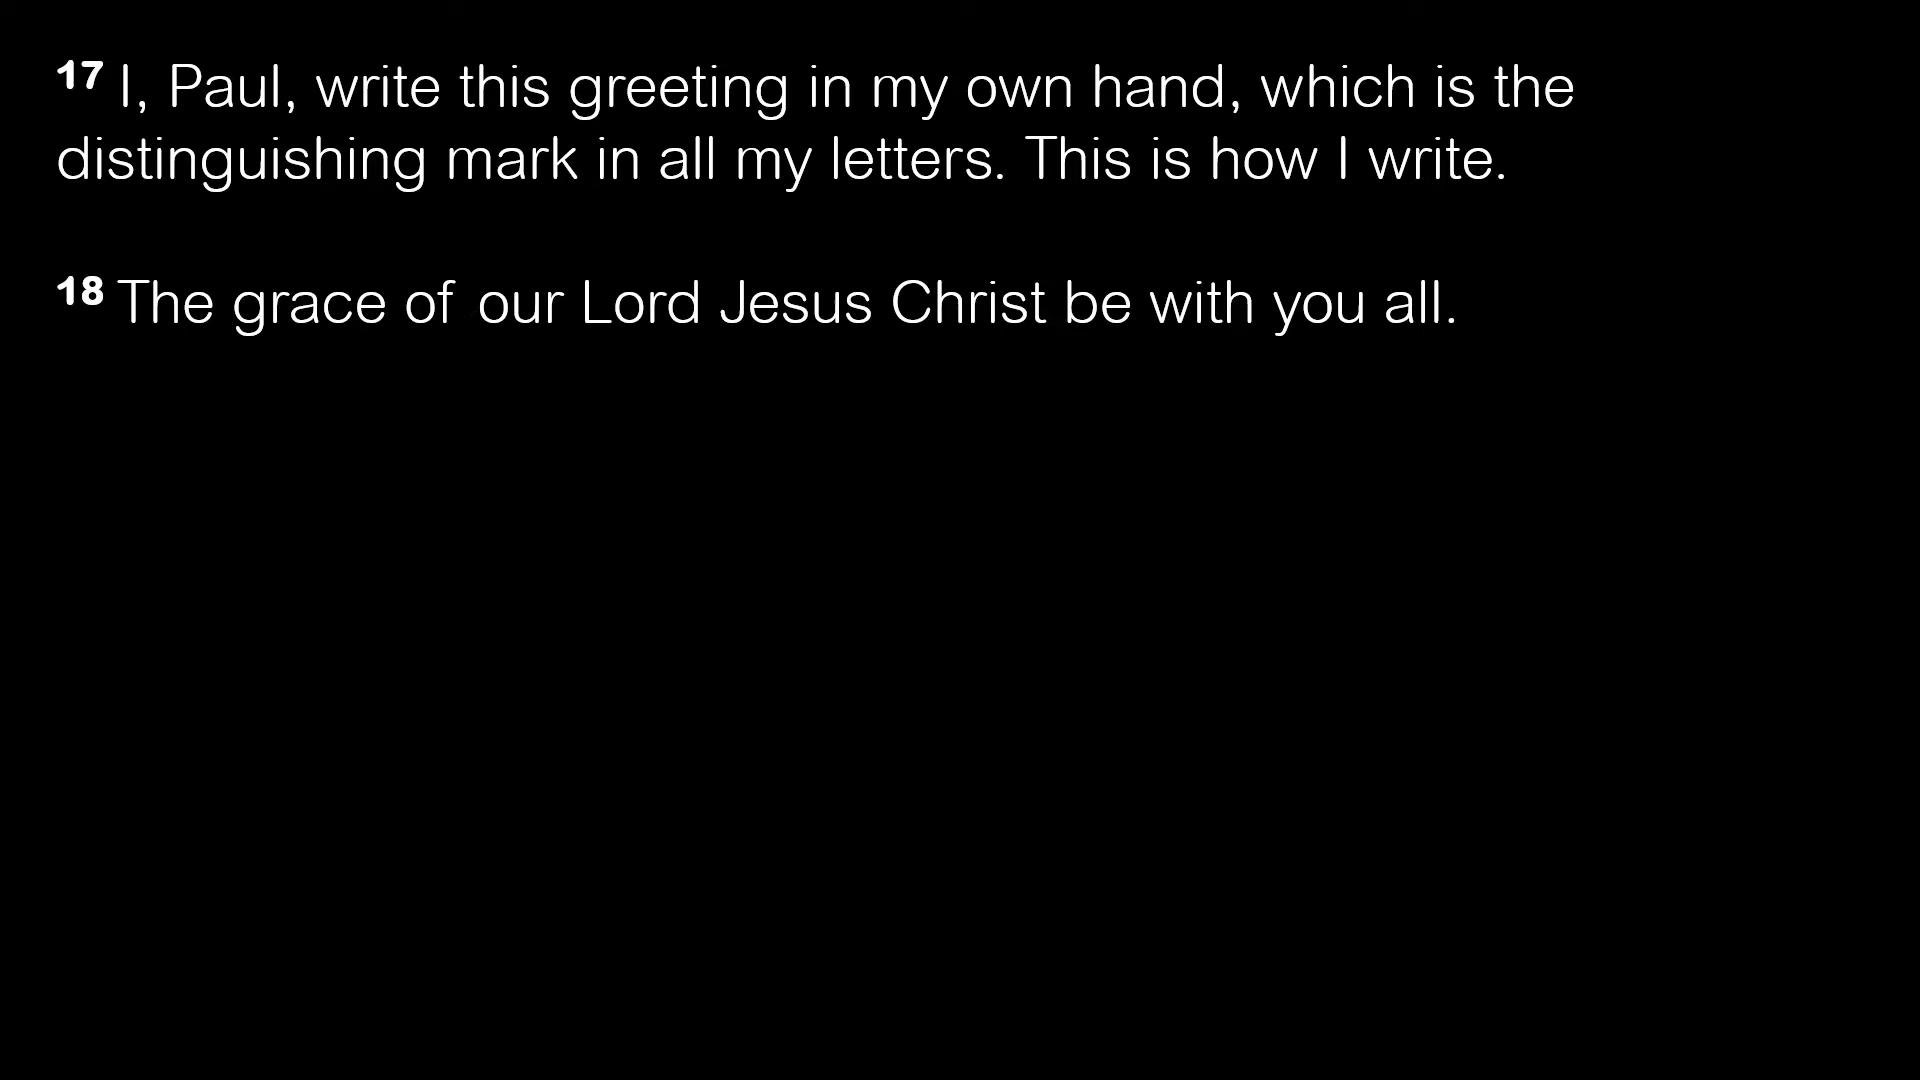 17 I, Paul, write this greeting in my own hand, which is the
distinguishing mark in all my letters. This is how I write.
18 The grace of our Lord Jesus Christ be with you all.